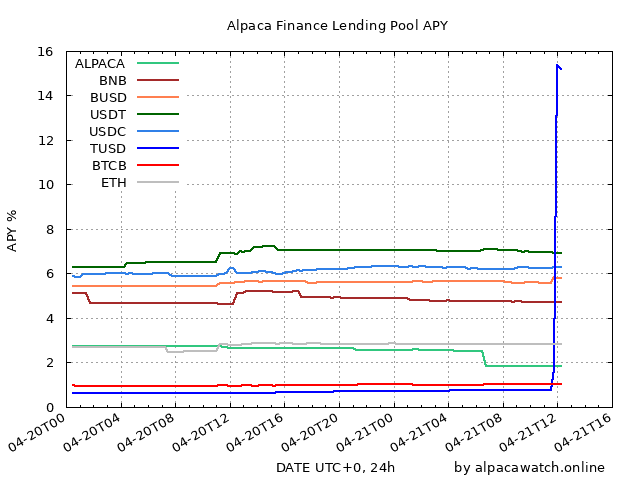 Alpaca Finance Lending Pool APY
APY %
16
14
12
10
8
6
4
2
0
ALPACA
BNB
BUSD
USDT
USDC
TUSD
BTCB
ETH
04-20T00
04-20T04
04-20T08
04-20T12
04-20T16
04-20T20
04-21T00
04-21T04
04-21T08
04-21T12
04-21T16
DATE UTC+0, 24h
by alpacawatch.online